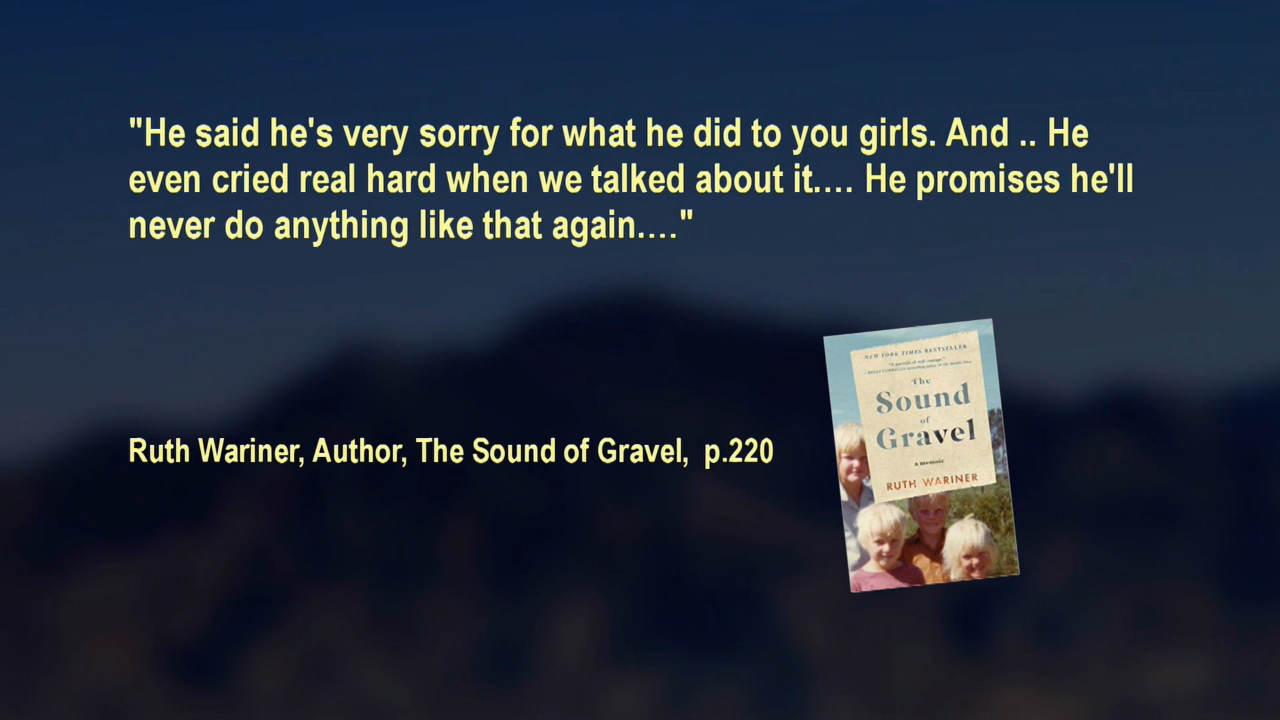 "He said he's very sorry for what he did to you girls. And .. He
even cried real hard when we talked about it.... He promises he'll
never do anything like that again...."
NEW YORK TIMES BESTSELLER
The
Sound
of
Gravel
a memoir
RUTH WARINER
Ruth Wariner, Author, The Sound of Gravel,  p.220